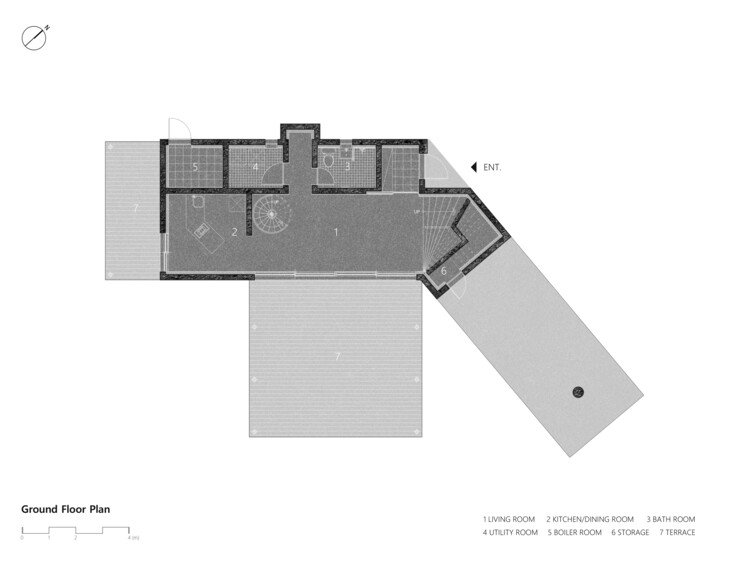 N
ENT.
5
4
3
7
2
1
UP
6
7
Ground Floor Plan
0 1 2 4
1 LIVING ROOM 2 KITCHEN/DINING ROOM 3 BATH ROOM
4 UTILITY ROOM 5 BOILER ROOM 6 STORAGE 7 TERRACE